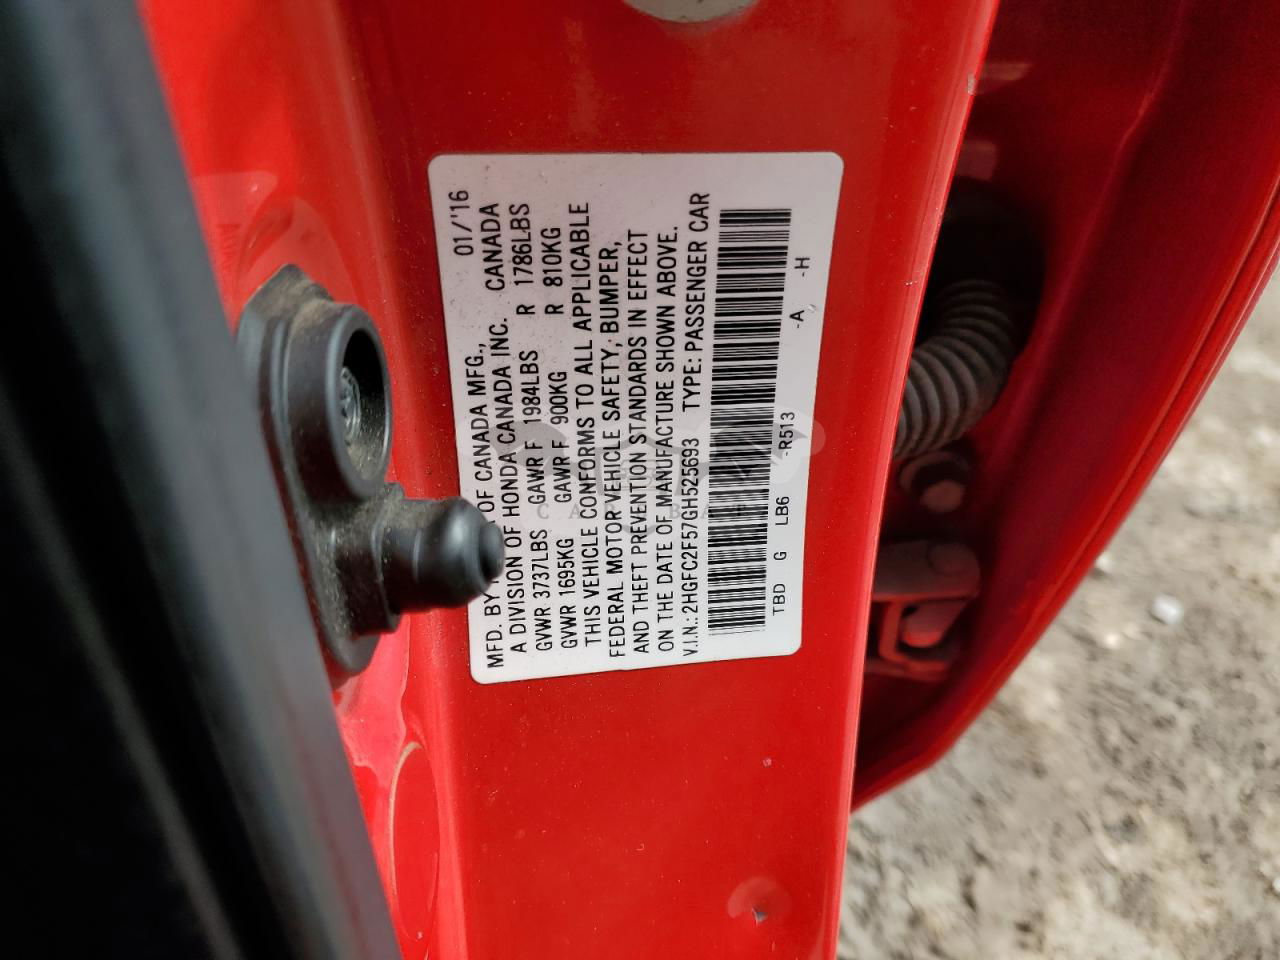 01/'16
MFD. BY OF CANADA MFG.,
A DIVISION OF HONDA CANADA INC. CANADA
GVWR 3737LBS GAWR F 1984LBS R 1786LBS
GVWR 1695KG GAWR F 900KG R 810KG
THIS VEHICLE CONFORMS TO ALL APPLICABLE
FEDERAL MOTOR VEHICLE SAFETY, BUMPER,
AND THEFT PREVENTION STANDARDS IN EFFECT
ON THE DATE OF MANUFACTURE SHOWN ABOVE.
V.I.N.: 2HGFC2F57GH525693 TYPE: PASSENGER CAR
TBD G LB6 -R513 -A -H